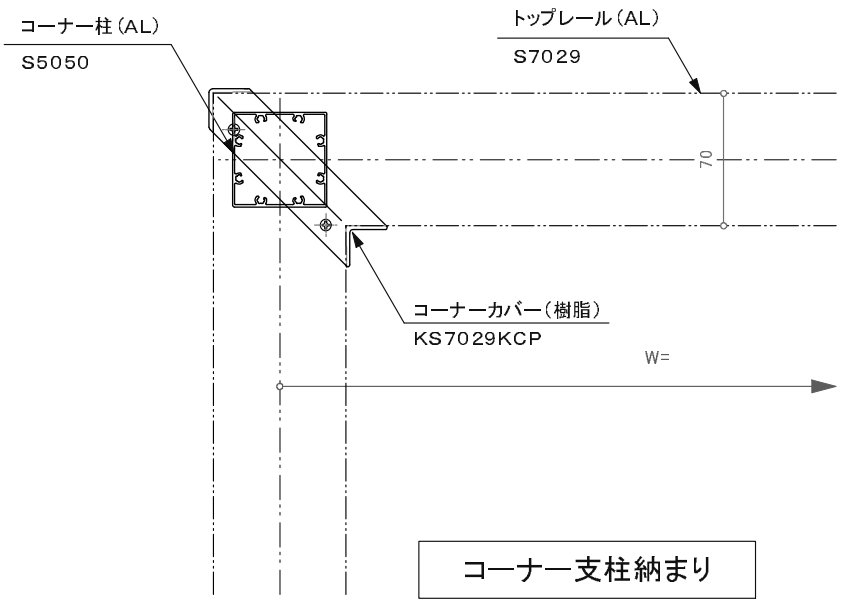 コーナー柱(AL)
S5050
トップレール(AL)
S7029
70
コーナーカバー(樹脂)
KS7029KCP
W=
コーナー支柱納まり